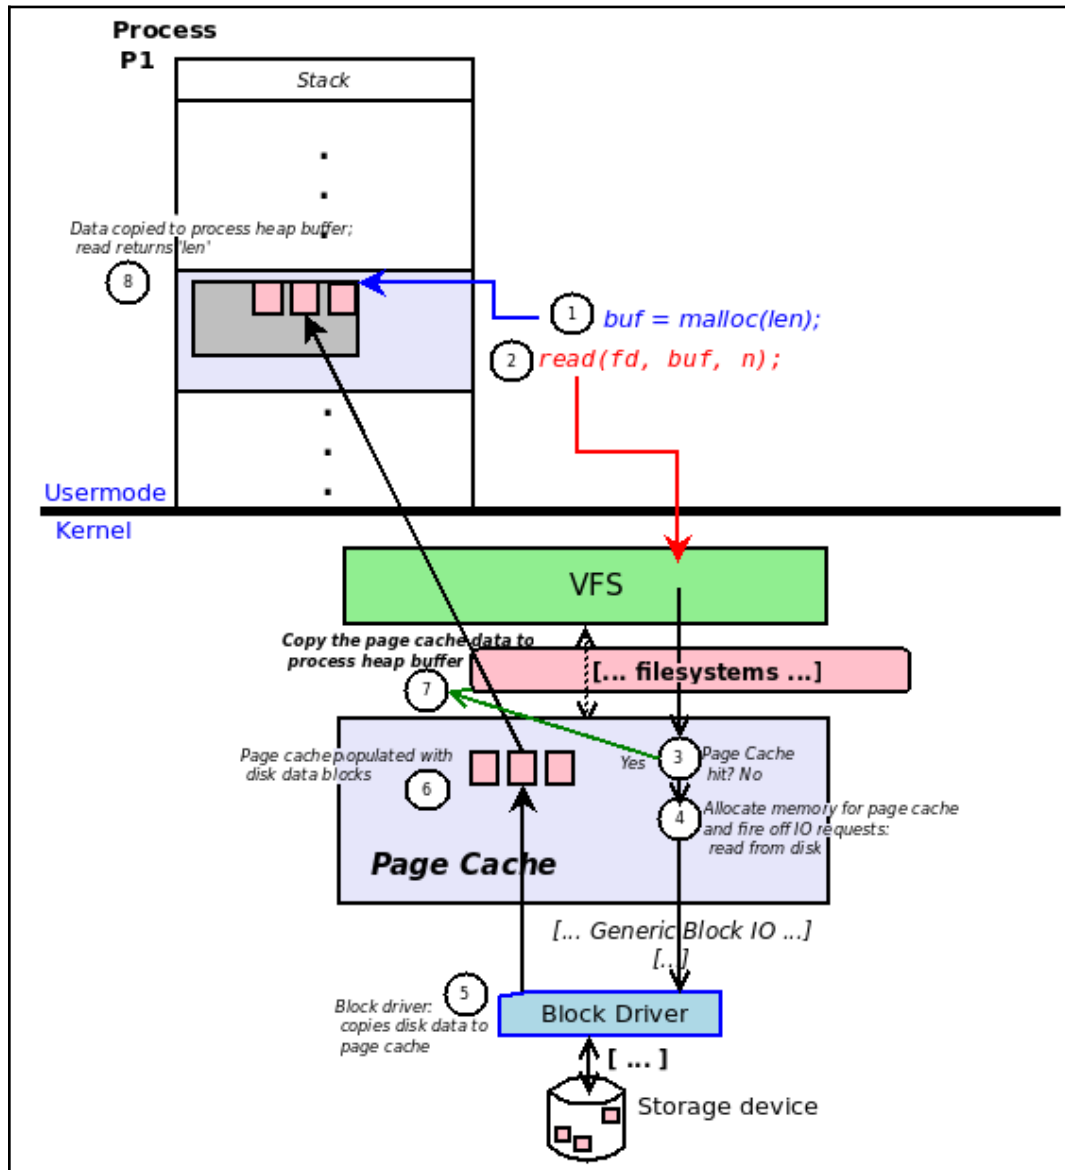 Process
P1
Stack
Data copied to process heap buffer;
read returns 'len'
8
1 buf = malloc(len);
2 read(fd, buf, n);
Usermode
Kernel
VFS
Copy the page cache data to
process heap buffer
[... filesystems ...]
7
Page cache populated with
disk data blocks
6
Yes
3 Page Cache
hit? No
4 Allocate memory for page cache
and fire off IO requests:
read from disk
Page Cache
[... Generic Block IO ...]
[...]
5
Block driver:
copies disk data to
page cache
Block Driver
[ ... ]
Storage device